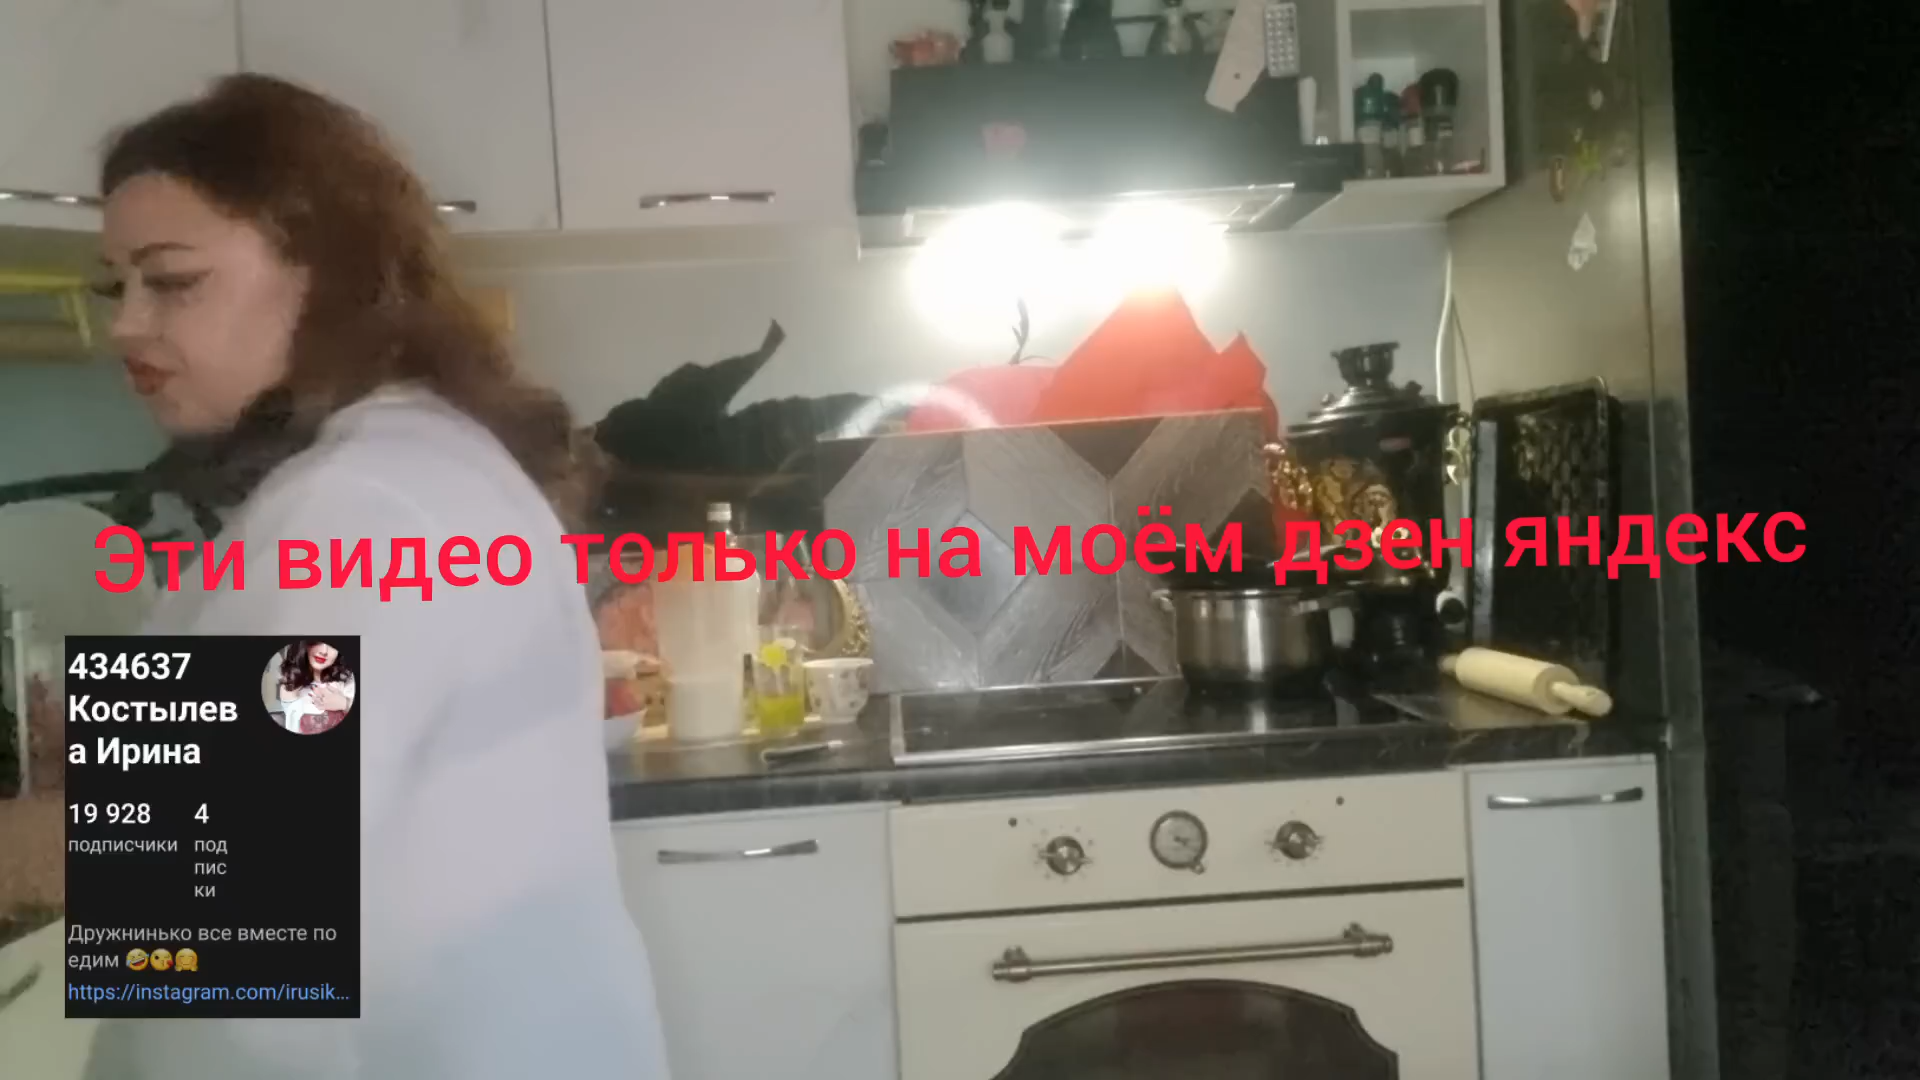 Эти видео только на моём дзен яндекс
434637
Костылев
а Ирина
19 928 4
подписчики под
пис
ки
Дружнинько все вместе по
едим 🤣😘🤗
https://instagram.com/irusik...